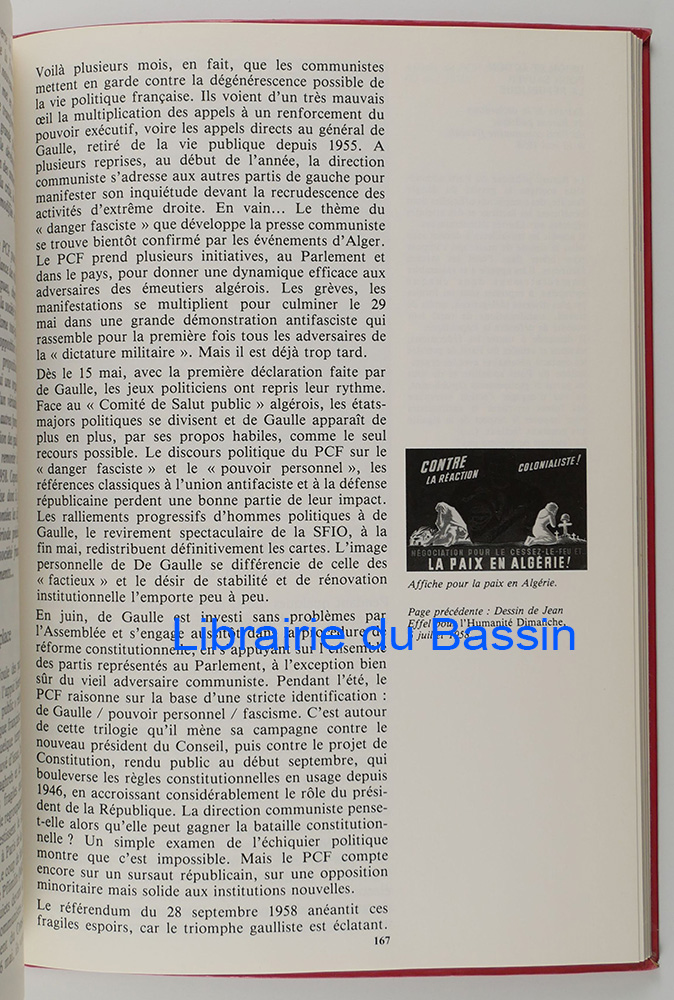 Voilà plusieurs mois, en fait, que les communistes
mettent en garde contre la dégénérescence possible de
la vie politique française. Ils voient d'un très mauvais
œil la multiplication des appels à un renforcement du
pouvoir exécutif, voire les appels directs au général de
Gaulle, retiré de la vie publique depuis 1955. A
plusieurs reprises, au début de l'année, la direction
communiste s'adresse aux autres partis de gauche pour
manifester son inquiétude devant la recrudescence des
activités d'extrême droite. En vain... Le thème du
« danger fasciste » que développe la presse communiste
se trouve bientôt confirmé par les événements d'Alger.
Le PCF prend plusieurs initiatives, au Parlement et
dans le pays, pour donner une dynamique efficace aux
adversaires des émeutiers algérois. Les grèves, les
manifestations se multiplient pour culminer le 29
mai dans une grande démonstration antifasciste qui
rassemble pour la première fois tous les adversaires de
la « dictature militaire ». Mais il est déjà trop tard.
Dès le 15 mai, avec la première déclaration faite par
de Gaulle, les jeux politiciens ont repris leur rythme.
Face au « Comité de Salut public » algérois, les états-
majors politiques se divisent et de Gaulle apparaît de
plus en plus, par ses propos habiles, comme le seul
recours possible. Le discours politique du PCF sur le
« danger fasciste » et le « pouvoir personnel », les
références classiques à l'union antifaciste et à la défense
républicaine perdent une bonne partie de leur impact.
Les ralliements progressifs d'hommes politiques à de
Gaulle, le revirement spectaculaire de la SFIO, à la
fin mai, redistribuent définitivement les cartes. L'image
personnelle de De Gaulle se différencie de celle des
« factieux » et le désir de stabilité et de rénovation
institutionnelle l'emporte peu à peu.
En juin, de Gaulle est investi sans problèmes par
l'Assemblée et s'engage aussitôt dans la procédure de
réforme constitutionnelle, en s'appuyant sur l'ensemble
des partis représentés au Parlement, à l'exception bien
sûr du vieil adversaire communiste. Pendant l'été, le
PCF raisonne sur la base d'une stricte identification :
de Gaulle / pouvoir personnel / fascisme. C'est autour
de cette trilogie qu'il mène sa campagne contre le
nouveau président du Conseil, puis contre le projet de
Constitution, rendu public au début septembre, qui
bouleverse les règles constitutionnelles en usage depuis
1946, en accroissant considérablement le rôle du prési-
dent de la République. La direction communiste pense-
t-elle alors qu'elle peut gagner la bataille constitution-
nelle ? Un simple examen de l'échiquier politique
montre que c'est impossible. Mais le PCF compte
encore sur un sursaut républicain, sur une opposition
minoritaire mais solide aux institutions nouvelles.
Le référendum du 28 septembre 1958 anéantit ces
fragiles espoirs, car le triomphe gaulliste est éclatant.
167
CONTRE
LA RÉACTION
COLONIALISTE!
NÉGOCIATION POUR LE CESSEZ-LE-FEU ET
LA PAIX EN ALGÉRIE!
Affiche pour la paix en Algérie.
Page précédente : Dessin de Jean
Effel pour l'Humanité Dimanche,
juillet 1958.
Librairie du Bassin